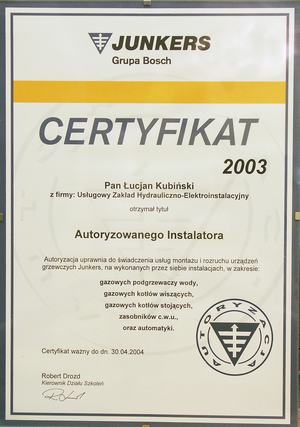 JUNKERS
Grupa Bosch
CERTYFIKAT
2003
Pan Łucjan Kubiński
z firmy: Usługowy Zakład Hydrauliczno-Elektroinstalacyjny
otrzymał tytuł
Autoryzowanego Instalatora
Autoryzacja uprawnia do świadczenia usług montażu i rozruchu urządzeń
grzewczych Junkers, na wykonanych przez siebie instalacjach, w zakresie:
gazowych podgrzewaczy wody,
gazowych kotłów wiszących,
gazowych kotłów stojących,
zasobników c.w.u.,
oraz automatyki.
AUTORYZACJA
Certyfikat ważny do dn. 30.04.2004
Robert Drozd
Kierownik Działu Szkoleń